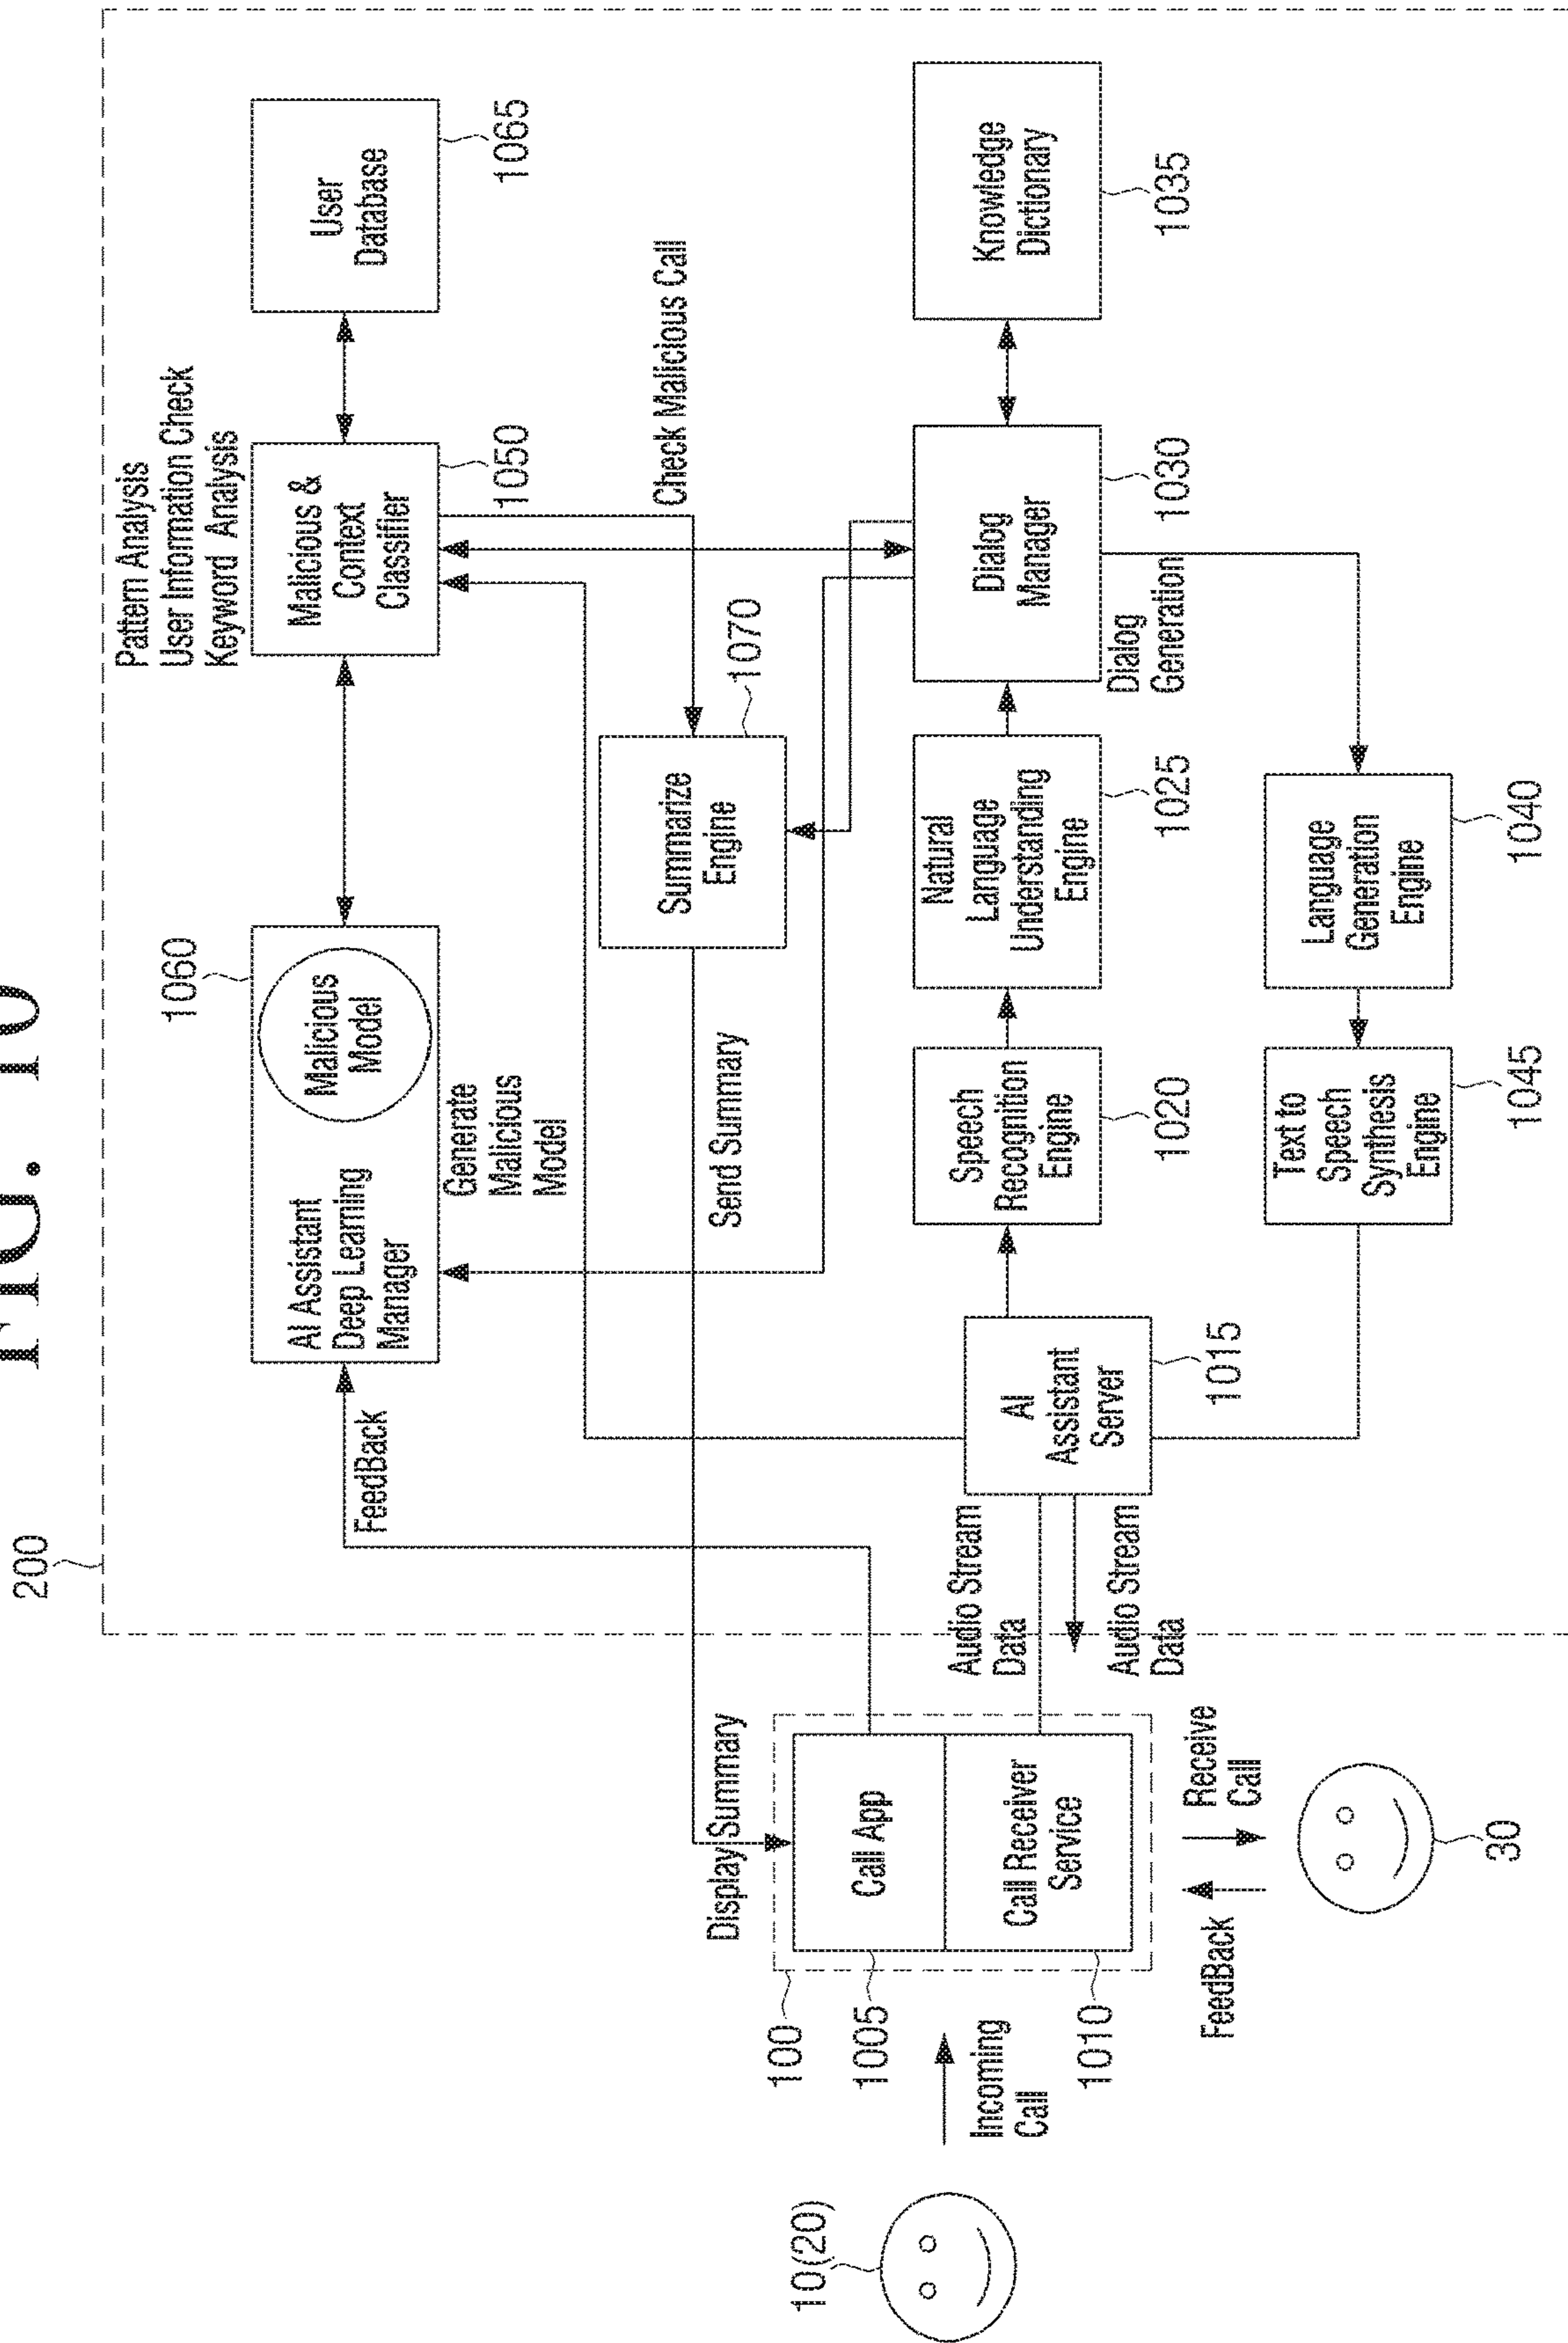 FIG. 10
200
FeedBack
AI Assistant
Deep Learning
Manager
Malicious
Model
1060
Generate
Malicious
Model
Pattern Analysis
User Information Check
Keyword Analysis
Malicious &
Context
Classifier
1050
User
Database
1065
Check Malicious Call
Summarize
Engine
1070
Send Summary
Display Summary
100
Call App
1005
Call Receiver
Service
1010
10(20)
Incoming
Call
Receive
Call
FeedBack
30
Audio Stream
Data
Audio Stream
Data
AI
Assistant
Server
1015
Speech
Recognition
Engine
1020
Natural
Language
Understanding
Engine
1025
Dialog
Manager
1030
Knowledge
Dictionary
1035
Dialog
Generation
Language
Generation
Engine
1040
Text to
Speech
Synthesis
Engine
1045